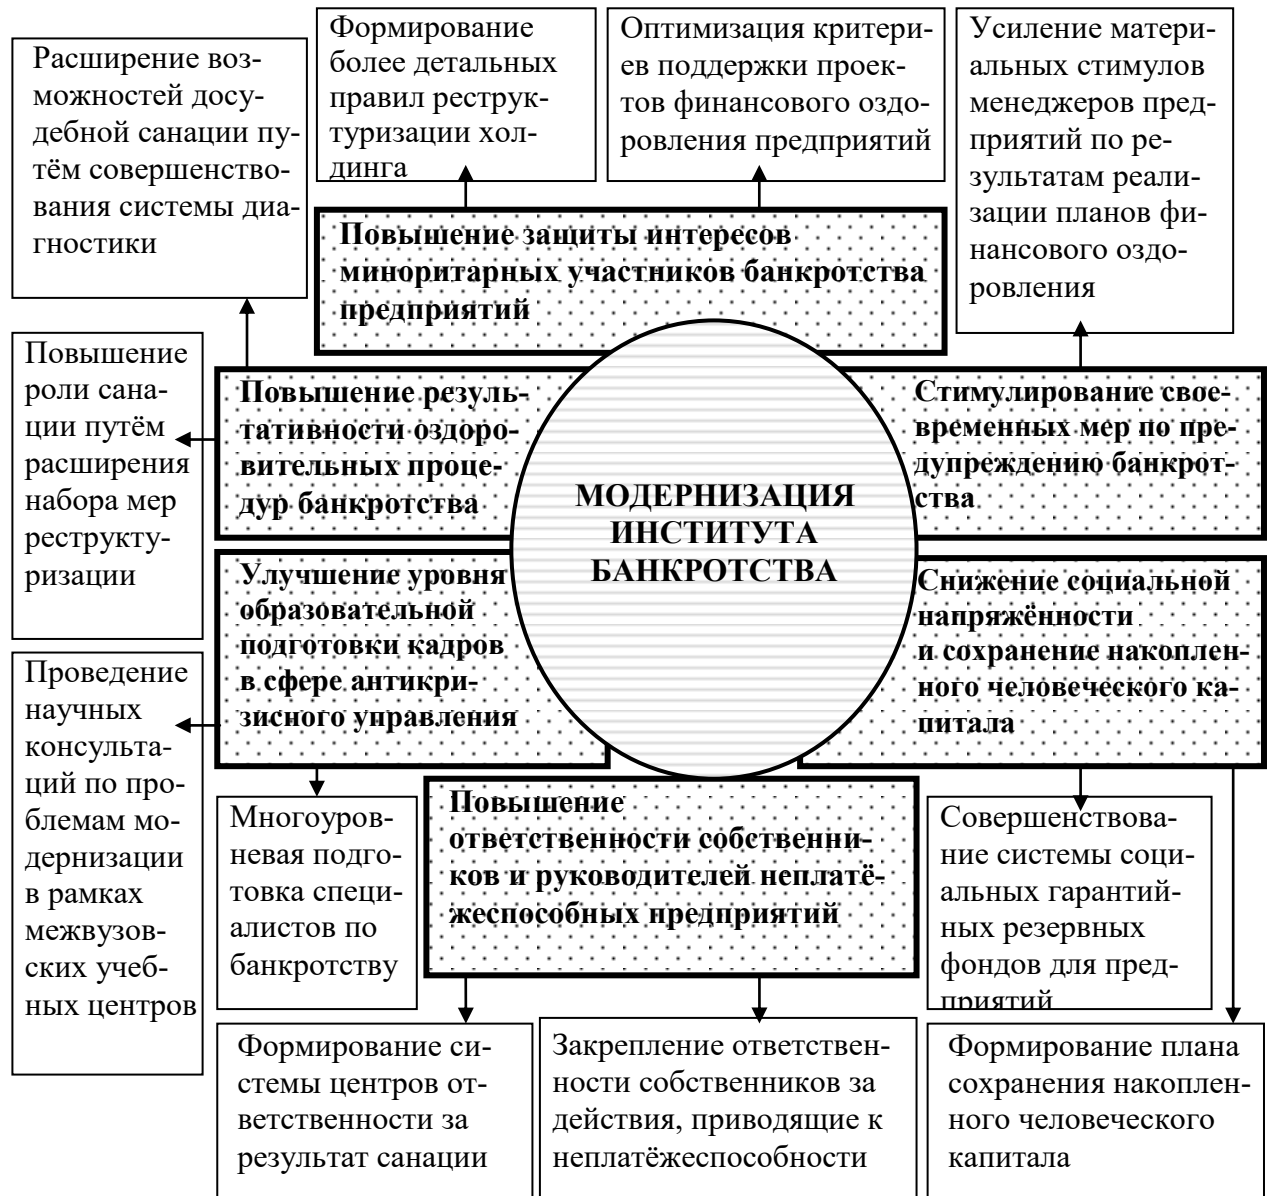 Расширение воз-
можностей досу-
дебной санации пу-
тём совершенство-
вания системы диа-
гностики
Формирование
более детальных
правил реструк-
туризации хол-
динга
Оптимизация критери-
ев поддержки проек-
тов финансового оздо-
ровления предприятий
Усиление матери-
альных стимулов
менеджеров пред-
приятий по ре-
зультатам реали-
зации планов фи-
нансового оздо-
ровления
Повышение защиты интересов
миноритарных участников банкротства
предприятий
Повышение
роли сана-
ции путём
расширения
набора мер
реструкту-
ризации
Повышение резуль-
тативности оздоро-
вительных проце-
дур банкротства
МОДЕРНИЗАЦИЯ
ИНСТИТУТА
БАНКРОТСТВА
Стимулирование свое-
временных мер по пре-
дупреждению банкрот-
ства
Улучшение уровня
образовательной
подготовки кадров
в сфере антикри-
зисного управления
Снижение социальной
напряжённости
и сохранение накоплен-
ного человеческого ка-
питала
Проведение
научных
консульта-
ций по про-
блемам мо-
дернизации
в рамках
межвузов-
ских учеб-
ных центров
Многоуров-
невая подго-
товка специ-
алистов по
банкротству
Повышение
ответственности собственни-
ков и руководителей неплатё-
жеспособных предприятий
Совершенствова-
ние системы соци-
альных гарантий-
ных резервных
фондов для пред-
приятий
Формирование си-
стемы центров от-
ветственности за
результат санации
Закрепление ответствен-
ности собственников за
действия, приводящие к
неплатёжеспособности
Формирование плана
сохранения накоплен-
ного человеческого
капитала